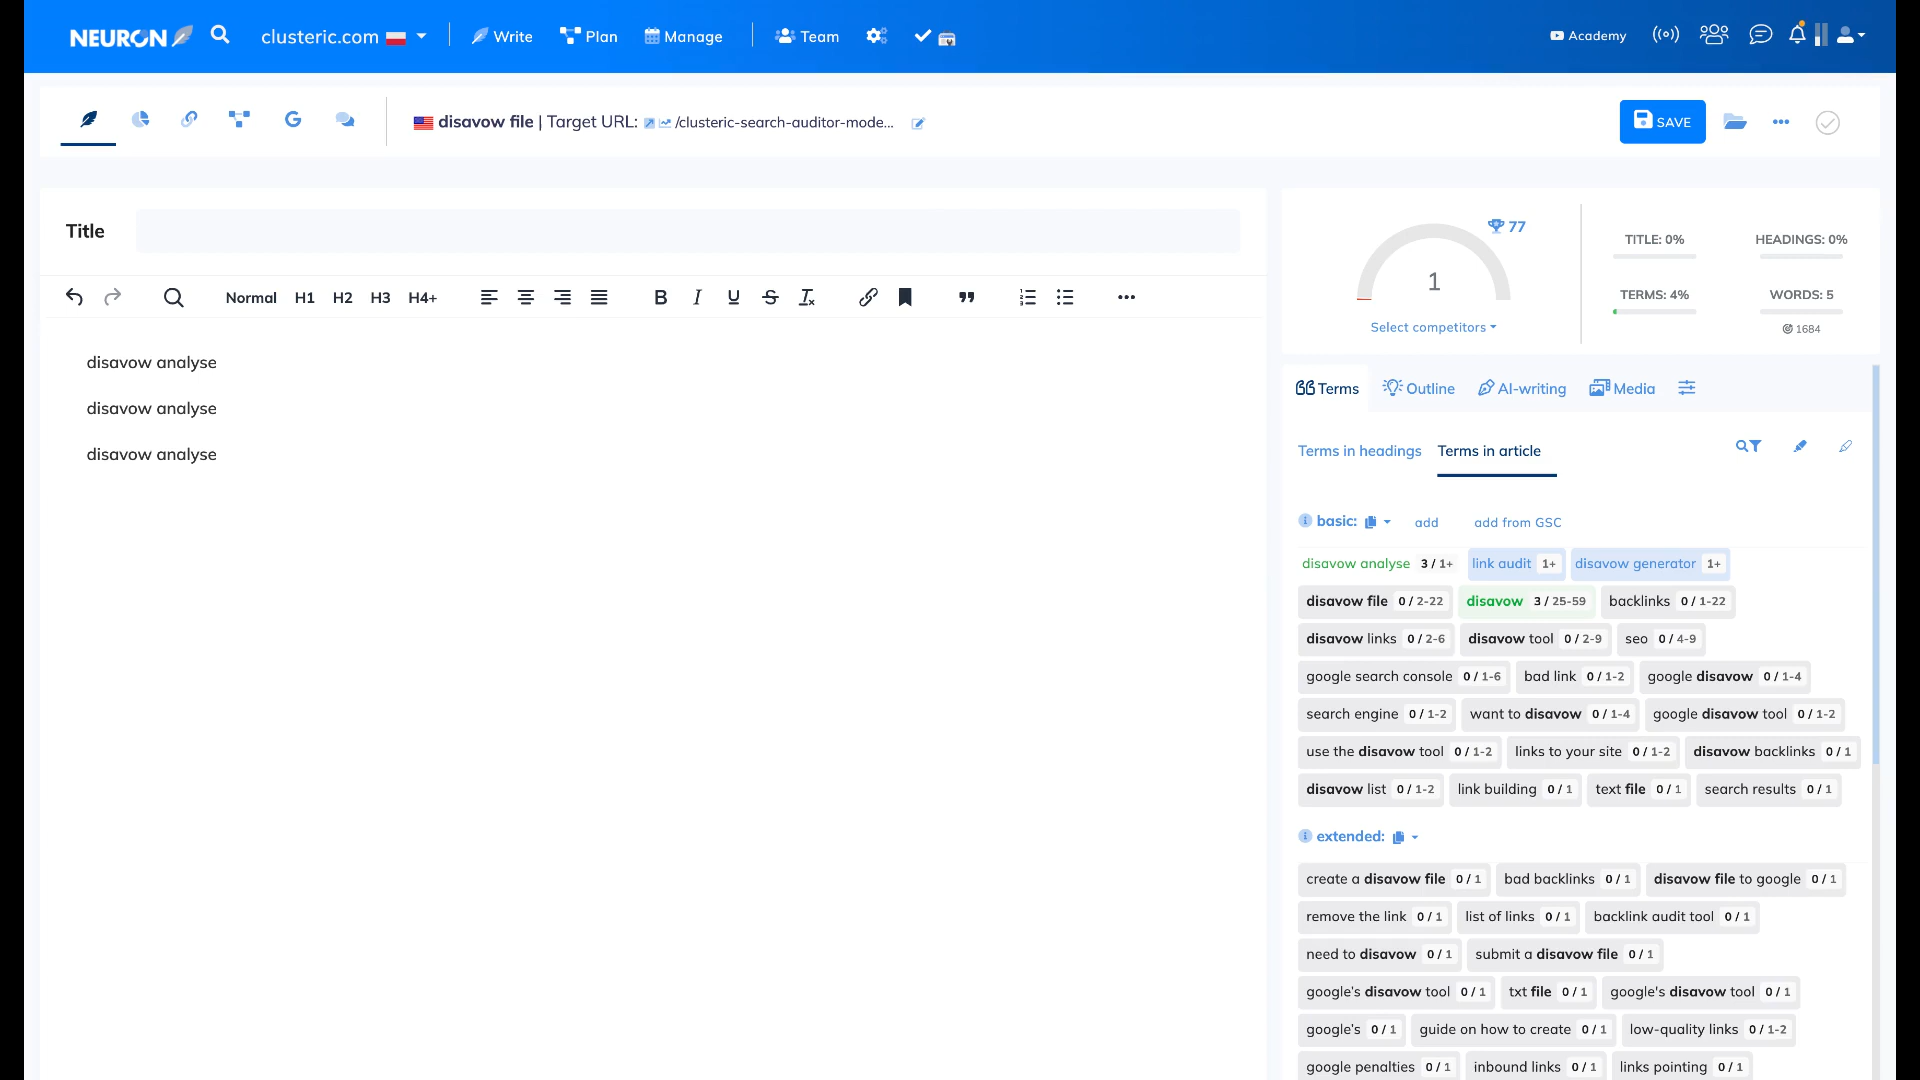 NEURON clusteric.com Write Plan Manage Team Academy
disavow file | Target URL: /clusteric-search-auditor-mode... SAVE
Title
Normal H1 H2 H3 H4+ B I U S
disavow analyse
disavow analyse
disavow analyse
77
1
Select competitors
TITLE: 0% HEADINGS: 0%
TERMS: 4% WORDS: 5
1684
Terms Outline AI-writing Media
Terms in headings Terms in article
basic: add add from GSC
disavow analyse 3 / 1+ link audit 1+ disavow generator 1+
disavow file 0 / 2-22 disavow 3 / 25-59 backlinks 0 / 1-22
disavow links 0 / 2-6 disavow tool 0 / 2-9 seo 0 / 4-9
google search console 0 / 1-6 bad link 0 / 1-2 google disavow 0 / 1-4
search engine 0 / 1-2 want to disavow 0 / 1-4 google disavow tool 0 / 1-2
use the disavow tool 0 / 1-2 links to your site 0 / 1-2 disavow backlinks 0 / 1
disavow list 0 / 1-2 link building 0 / 1 text file 0 / 1 search results 0 / 1
extended:
create a disavow file 0 / 1 bad backlinks 0 / 1 disavow file to google 0 / 1
remove the link 0 / 1 list of links 0 / 1 backlink audit tool 0 / 1
need to disavow 0 / 1 submit a disavow file 0 / 1
google’s disavow tool 0 / 1 txt file 0 / 1 google's disavow tool 0 / 1
google’s 0 / 1 guide on how to create 0 / 1 low-quality links 0 / 1-2
google penalties 0 / 1 inbound links 0 / 1 links pointing 0 / 1